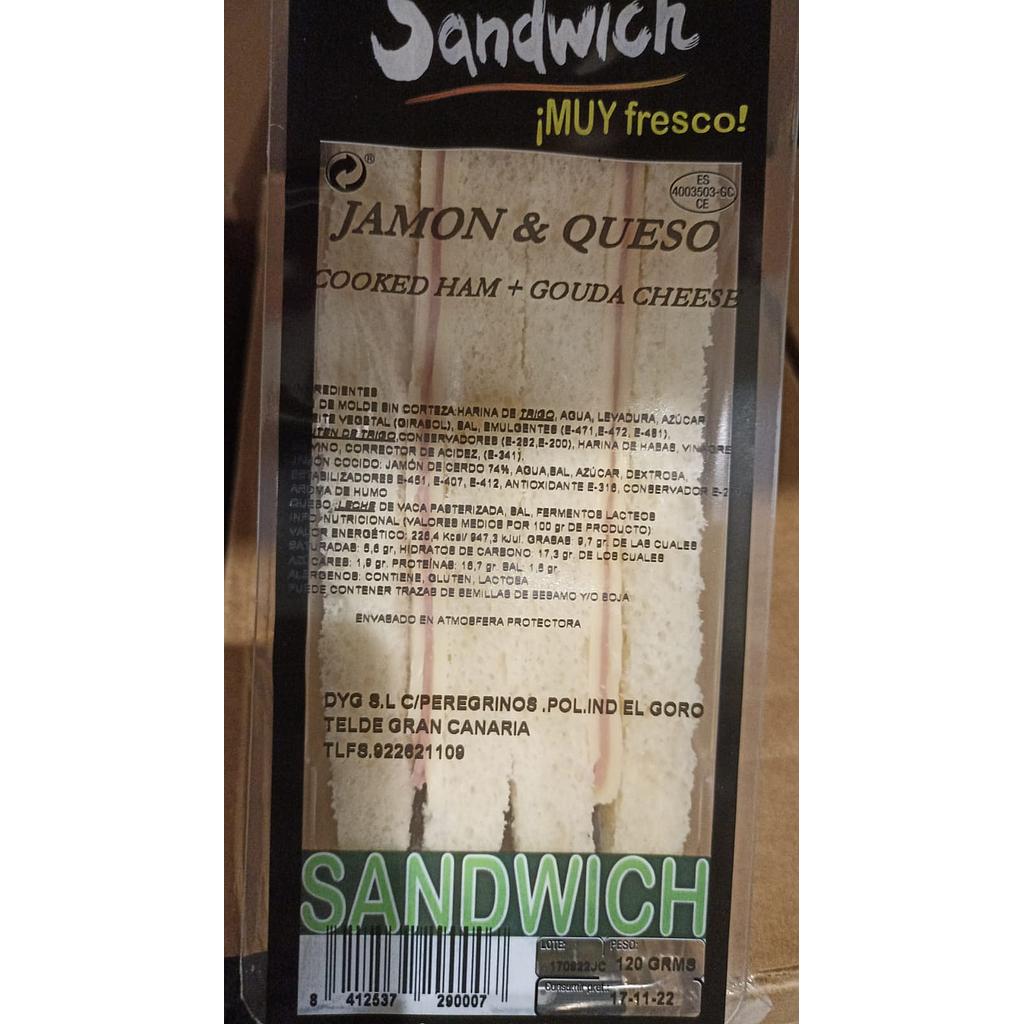 Sandwich
¡MUY fresco!
®
ES
4003503-GC
CE
JAMON & QUESO
COOKED HAM + GOUDA CHEESE
REDIENTES
DE MOLDE SIN CORTEZA:HARINA DE TRIGO, AGUA, LEVADURA, AZÚCAR
VEGETAL (GIRASOL), SAL, EMULGENTES (E-471,E-472, E-481),
DE TRIGO,CONSERVADORES (E-282,E-200), HARINA DE HABAS, VINAGRE
VINO, CORRECTOR DE ACIDEZ, (E-341),
JAMÓN COCIDO: JAMÓN DE CERDO 74%, AGUA,SAL, AZÚCAR, DEXTROSA,
ESTABILIZADORES E-451, E-407, E-412, ANTIOXIDANTE E-316, CONSERVADOR
AROMA DE HUMO
QUESO: LECHE DE VACA PASTERIZADA, SAL, FERMENTOS LACTEOS
INFO NUTRICIONAL (VALORES MEDIOS POR 100 gr DE PRODUCTO)
VALOR ENERGÉTICO: 226,4 Kcal/ 947,3 kJul. GRASAS: 9,7 gr. DE LAS CUALES
SATURADAS: 5,6 gr, HIDRATOS DE CARBONO: 17,3 gr. DE LOS CUALES
AZÚCARES: 1,9 gr. PROTEÍNAS: 16,7 gr. SAL: 1,5 gr.
ALERGENOS: CONTIENE, GLUTEN, LACTOSA
PUEDE CONTENER TRAZAS DE SEMILLAS DE SESAMO Y/O SOJA
ENVASADO EN ATMOSFERA PROTECTORA
DYG S.L C/PEREGRINOS .POL.IND EL GORO
TELDE GRAN CANARIA
TLFS.922621109
SANDWICH
LOTE: PESO:
170822JC 120 GRMS
Consumir pref.: 17-11-22
8 412537 290007